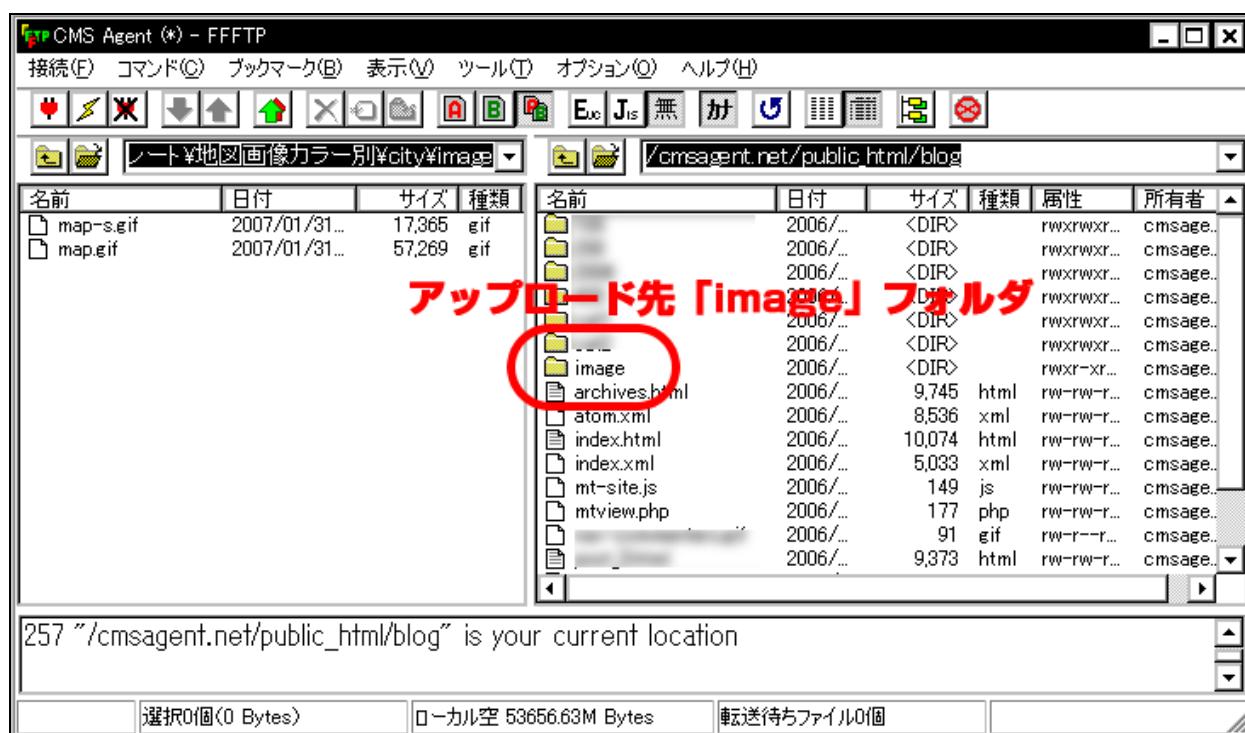 CMS Agent (*) - FFFTP
接続(F) コマンド(C) ブックマーク(B) 表示(V) ツール(T) オプション(O) ヘルプ(H)
A B Euc Jis 無 カナ
ノート¥地図画像カラー別¥city¥image
/cmsagent.net/public_html/blog
名前 日付 サイズ 種類
map-s.gif 2007/01/31... 17,365 gif
map.gif 2007/01/31... 57,269 gif
名前 日付 サイズ 種類 属性 所有者
2006/... <DIR> rwxrwxr... cmsage..
2006/... <DIR> rwxrwxr... cmsage..
2006/... <DIR> rwxrwxr... cmsage..
アップロード先「image」フォルダ
2006/... <DIR> rwxrwxr... cmsage..
2006/... <DIR> rwxrwxr... cmsage..
2006/... <DIR> rwxrwxr... cmsage..
image 2006/... <DIR> rwxr-xr... cmsage..
archives.html 2006/... 9,745 html rw-rw-r... cmsage..
atom.xml 2006/... 8,536 xml rw-rw-r... cmsage..
index.html 2006/... 10,074 html rw-rw-r... cmsage..
index.xml 2006/... 5,033 xml rw-rw-r... cmsage..
mt-site.js 2006/... 149 js rw-rw-r... cmsage..
mtview.php 2006/... 177 php rw-rw-r... cmsage..
2006/... 91 gif rw-r--r... cmsage..
2006/... 9,373 html rw-rw-r... cmsage..
257 "/cmsagent.net/public_html/blog" is your current location
選択0個(0 Bytes) ローカル空 53656.63M Bytes 転送待ちファイル0個